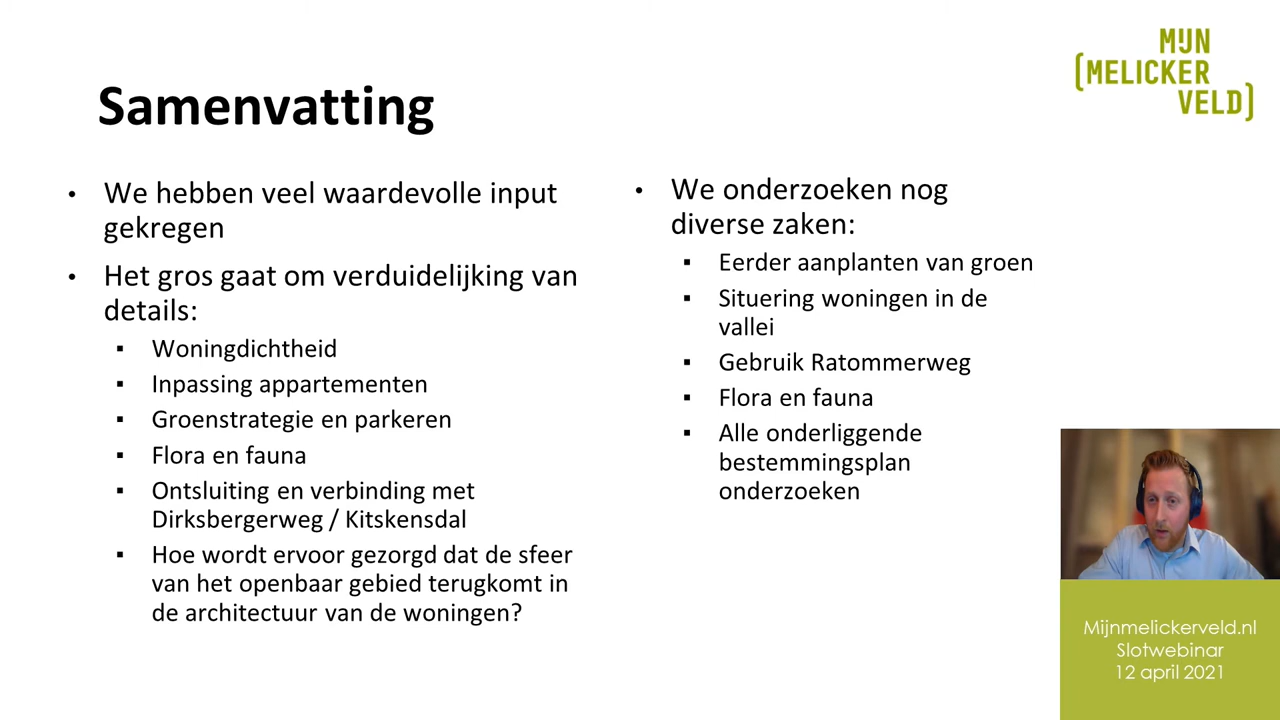 MIJN
(MELICKER
VELD)
Samenvatting
• We hebben veel waardevolle input
gekregen
• Het gros gaat om verduidelijking van
details:
▪ Woningdichtheid
▪ Inpassing appartementen
▪ Groenstrategie en parkeren
▪ Flora en fauna
▪ Ontsluiting en verbinding met
Dirksbergerweg / Kitskensdal
▪ Hoe wordt ervoor gezorgd dat de sfeer
van het openbaar gebied terugkomt in
de architectuur van de woningen?
• We onderzoeken nog
diverse zaken:
▪ Eerder aanplanten van groen
▪ Situering woningen in de
vallei
▪ Gebruik Ratommerweg
▪ Flora en fauna
▪ Alle onderliggende
bestemmingsplan
onderzoeken
Mijnmelickerveld.nl
Slotwebinar
12 april 2021